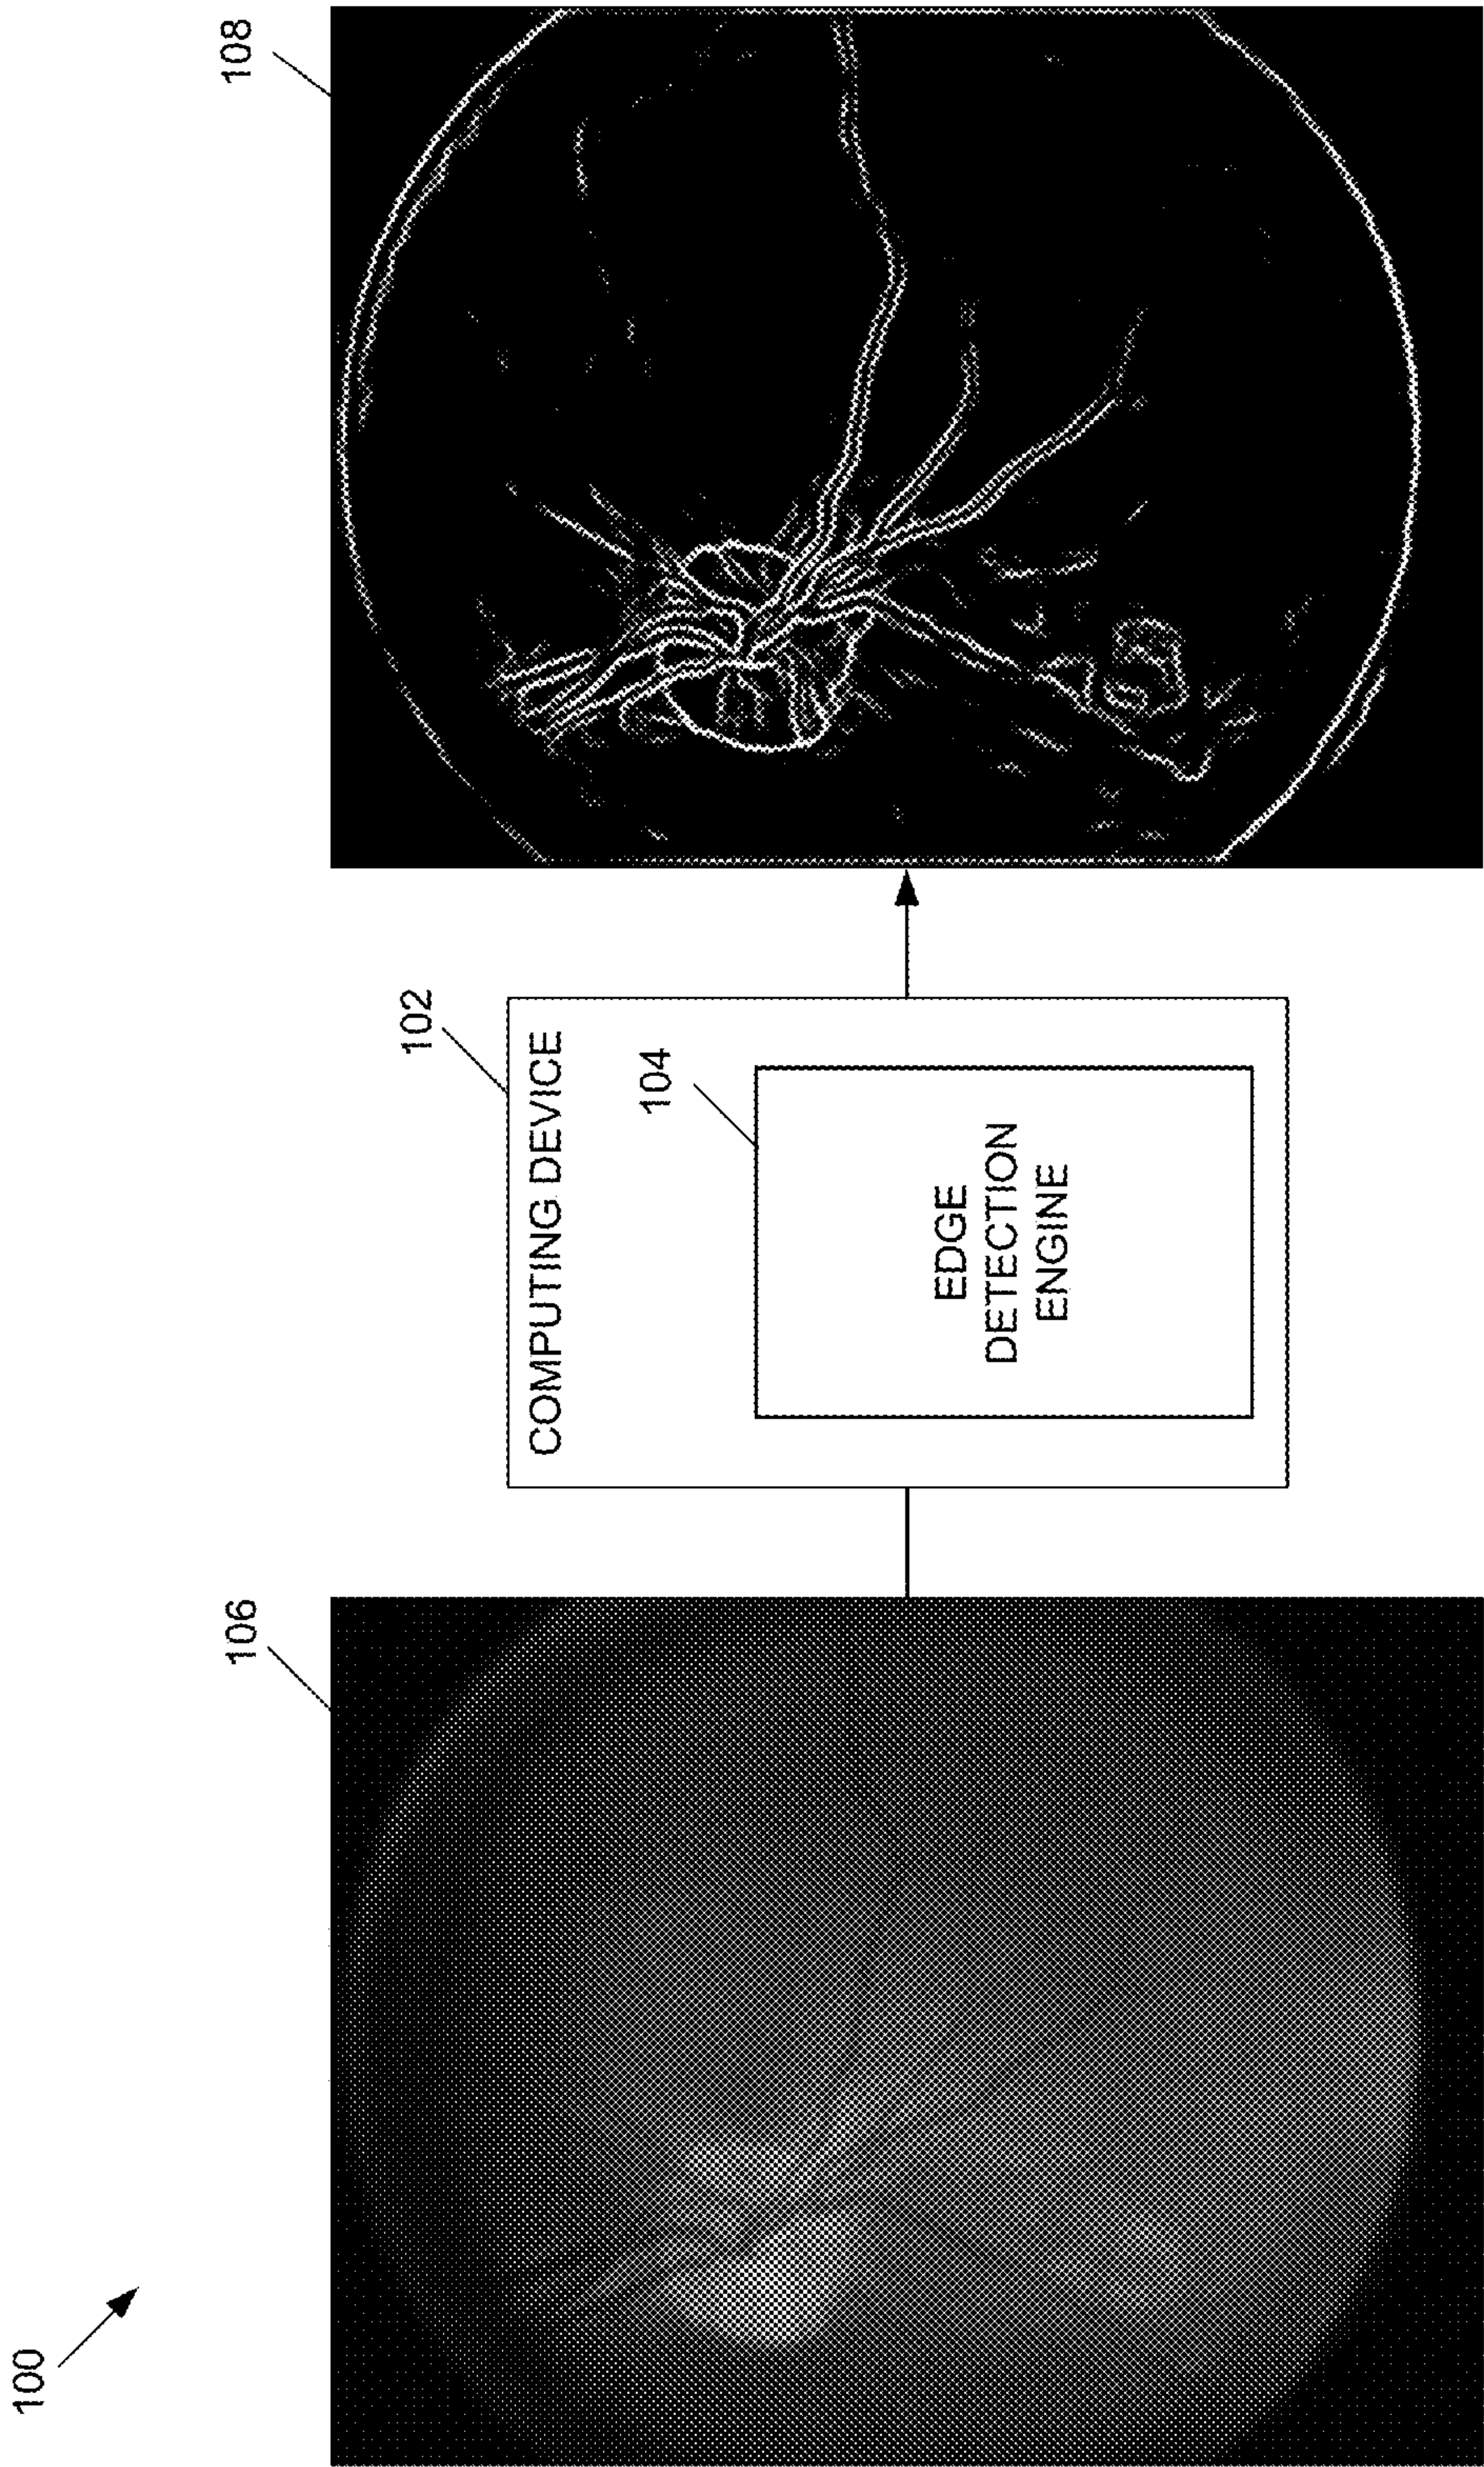 100
106
102
108
COMPUTING DEVICE
104
EDGE
DETECTION
ENGINE